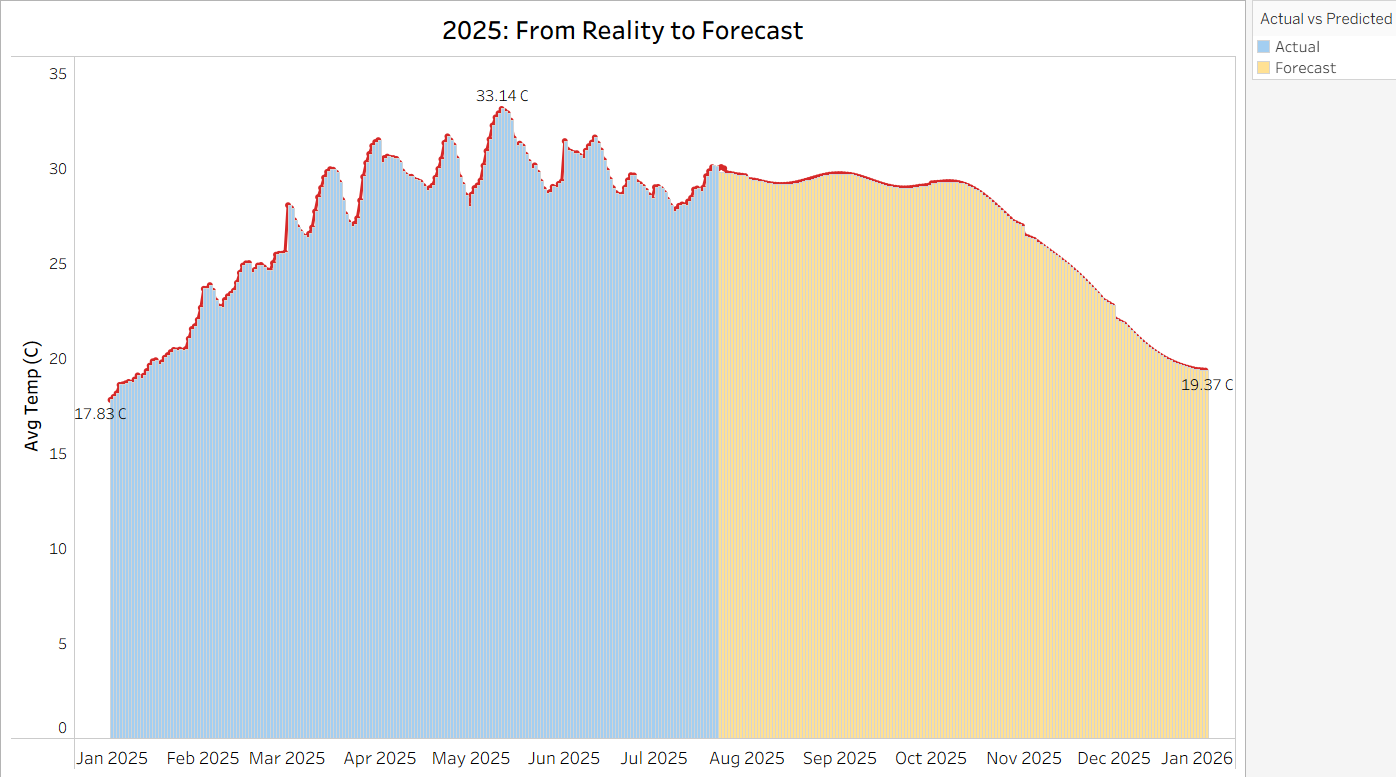 2025: From Reality to Forecast
Actual vs Predicted
Actual
Forecast
Avg Temp (C)
35
30
25
20
15
10
5
0
33.14 C
17.83 C
19.37 C
Jan 2025 Feb 2025 Mar 2025 Apr 2025 May 2025 Jun 2025 Jul 2025 Aug 2025 Sep 2025 Oct 2025 Nov 2025 Dec 2025 Jan 2026